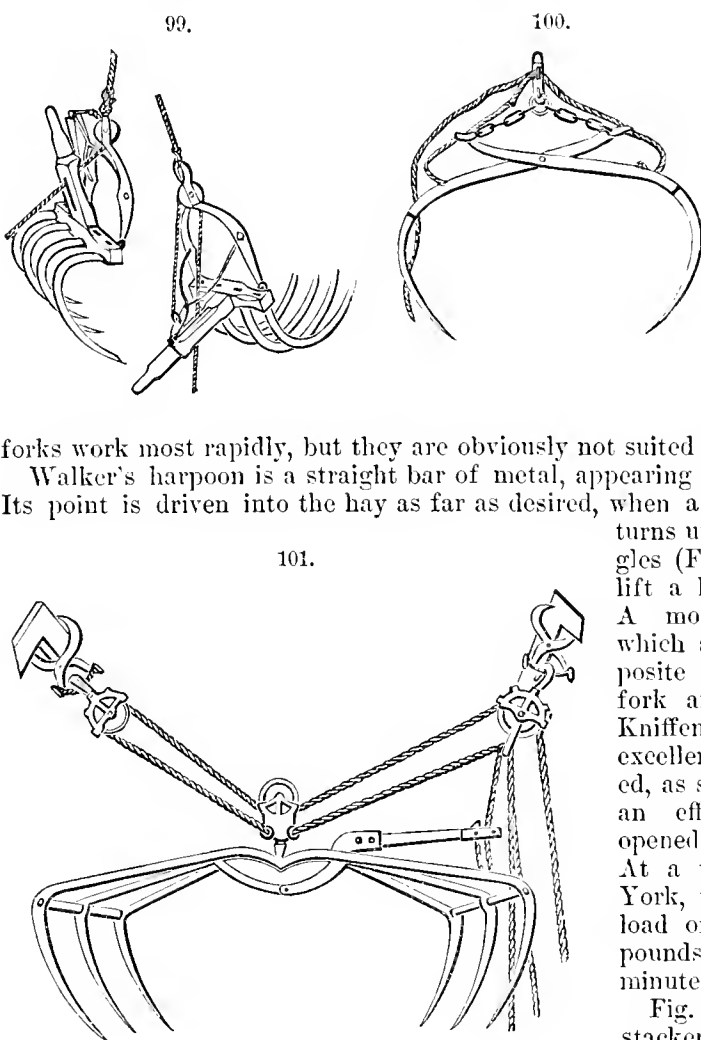 99.
100.
forks work most rapidly, but they are obviously not suited
Walker's harpoon is a straight bar of metal, appearing
Its point is driven into the hay as far as desired, when a
turns u
gles (F
lift a
A mo
which
posite
fork a
Kniffen
excellen
ed, as s
an eff
opened
At a
York,
load o
pounds
minute
Fig.
stacker
101.